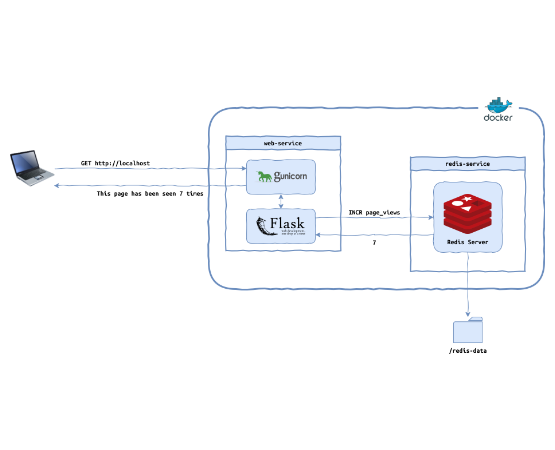 docker
web-service
GET http://localhost
gunicorn
This page has been seen 7 times
Flask
redis-service
INCR page_views
7
Redis Server
/redis-data